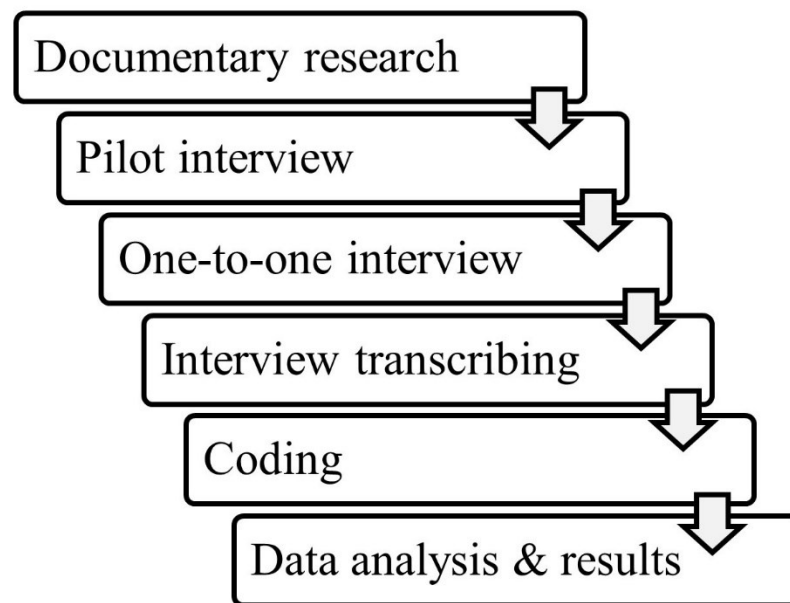 Documentary research
Pilot interview
One-to-one interview
Interview transcribing
Coding
Data analysis & results